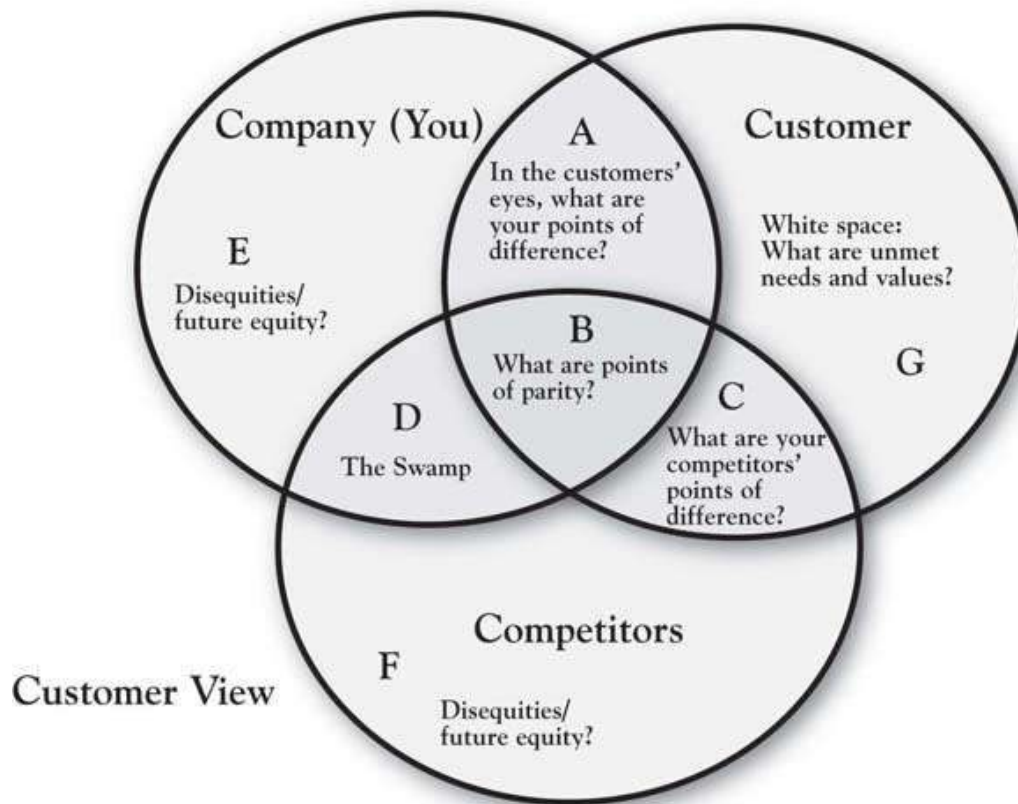 Company (You)
A
In the customers'
eyes, what are
your points of
difference?
Customer
White space:
What are unmet
needs and values?
E
Disequities/
future equity?
B
What are points
of parity?
G
D
The Swamp
C
What are your
competitors'
points of
difference?
Competitors
F
Disequities/
future equity?
Customer View